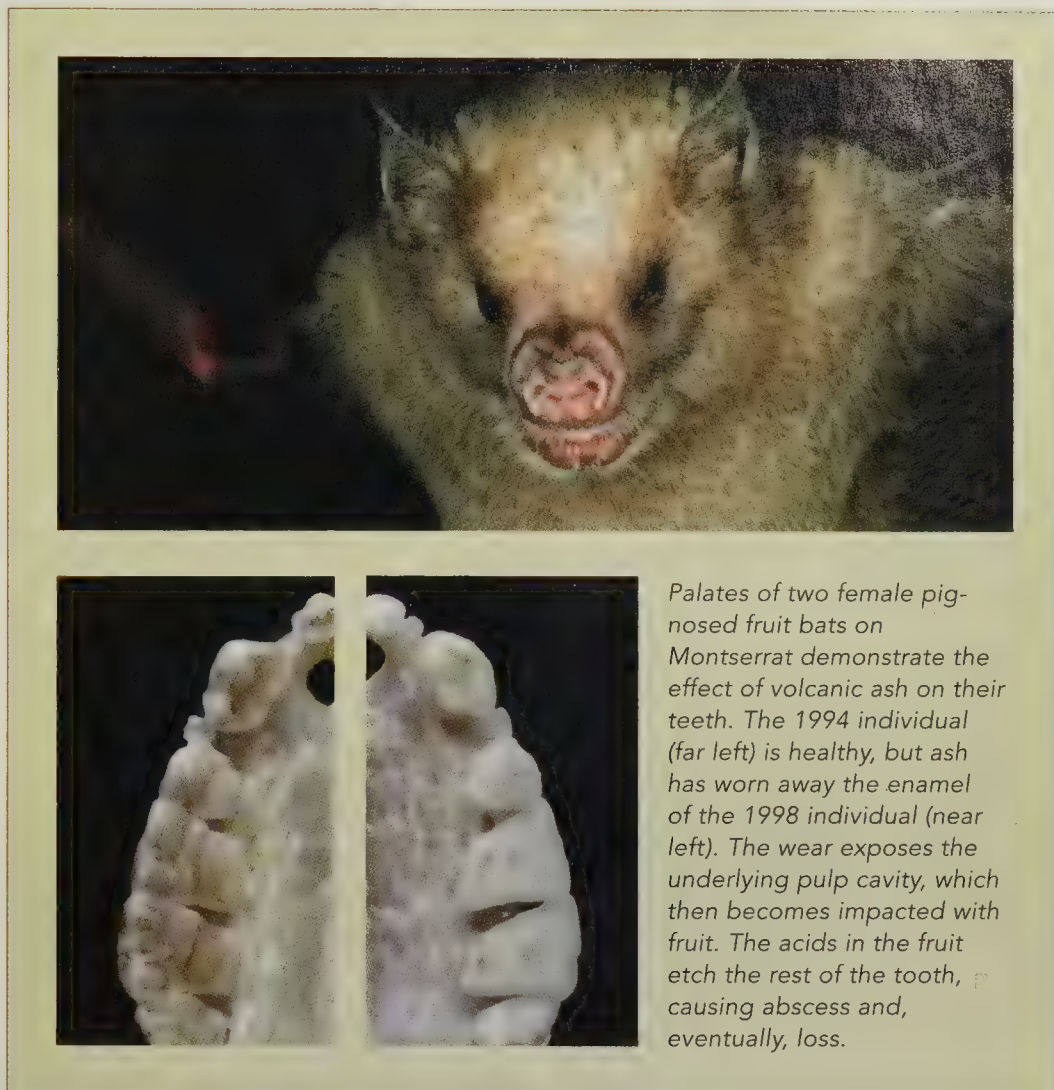 Palates of two female pig-
nosed fruit bats on
Montserrat demonstrate the
effect of volcanic ash on their
teeth. The 1994 individual
(far left) is healthy, but ash
has worn away the enamel
of the 1998 individual (near
left). The wear exposes the
underlying pulp cavity, which
then becomes impacted with
fruit. The acids in the fruit
etch the rest of the tooth,
causing abscess and,
eventually, loss.